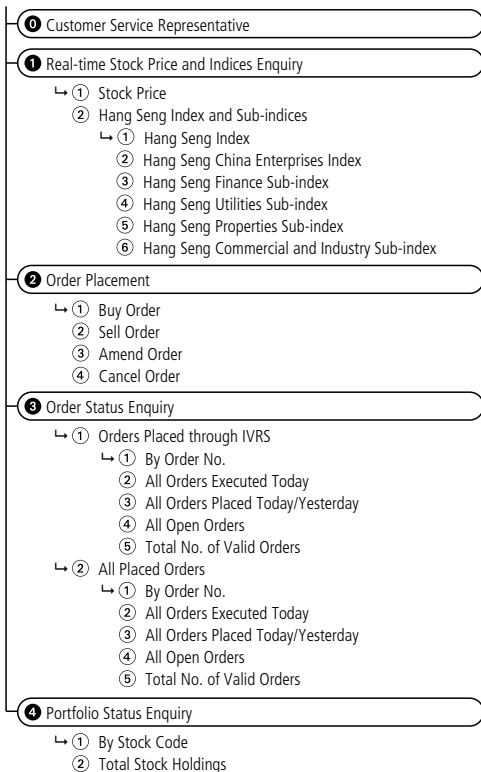 0 Customer Service Representative
1 Real-time Stock Price and Indices Enquiry
↳ 1 Stock Price
2 Hang Seng Index and Sub-indices
↳ 1 Hang Seng Index
2 Hang Seng China Enterprises Index
3 Hang Seng Finance Sub-index
4 Hang Seng Utilities Sub-index
5 Hang Seng Properties Sub-index
6 Hang Seng Commercial and Industry Sub-index
2 Order Placement
↳ 1 Buy Order
2 Sell Order
3 Amend Order
4 Cancel Order
3 Order Status Enquiry
↳ 1 Orders Placed through IVRS
↳ 1 By Order No.
2 All Orders Executed Today
3 All Orders Placed Today/Yesterday
4 All Open Orders
5 Total No. of Valid Orders
↳ 2 All Placed Orders
↳ 1 By Order No.
2 All Orders Executed Today
3 All Orders Placed Today/Yesterday
4 All Open Orders
5 Total No. of Valid Orders
4 Portfolio Status Enquiry
↳ 1 By Stock Code
2 Total Stock Holdings